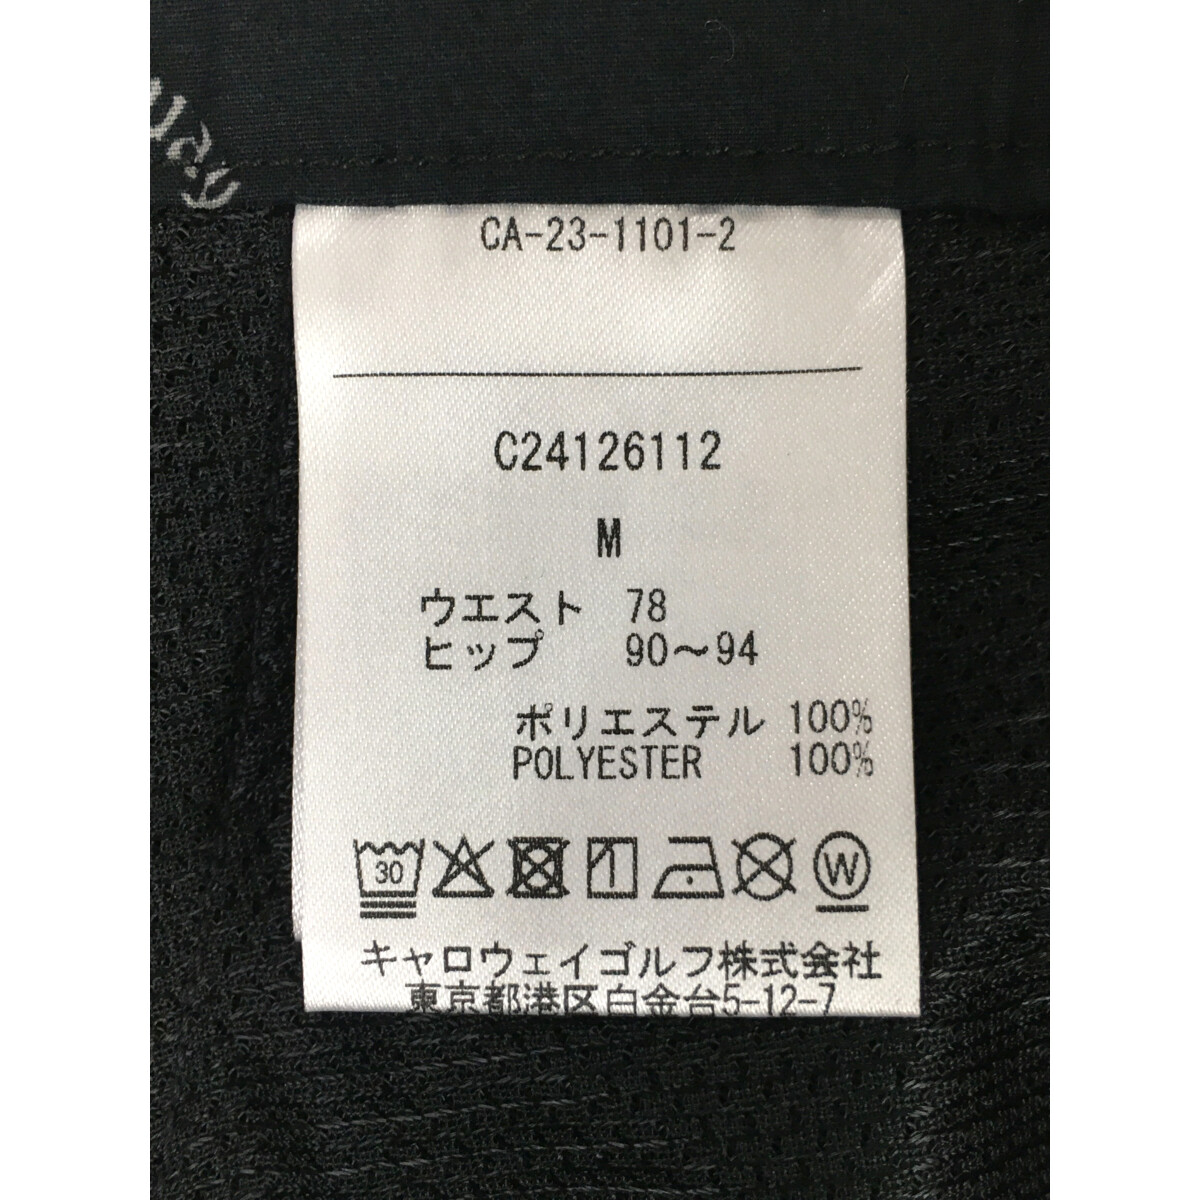 CA-23-1101-2
C24126112
M
ウエスト 78
ヒップ 90～94
ポリエステル 100%
POLYESTER 100%
30 W
キャロウェイゴルフ株式会社
東京都港区白金台5-12-7